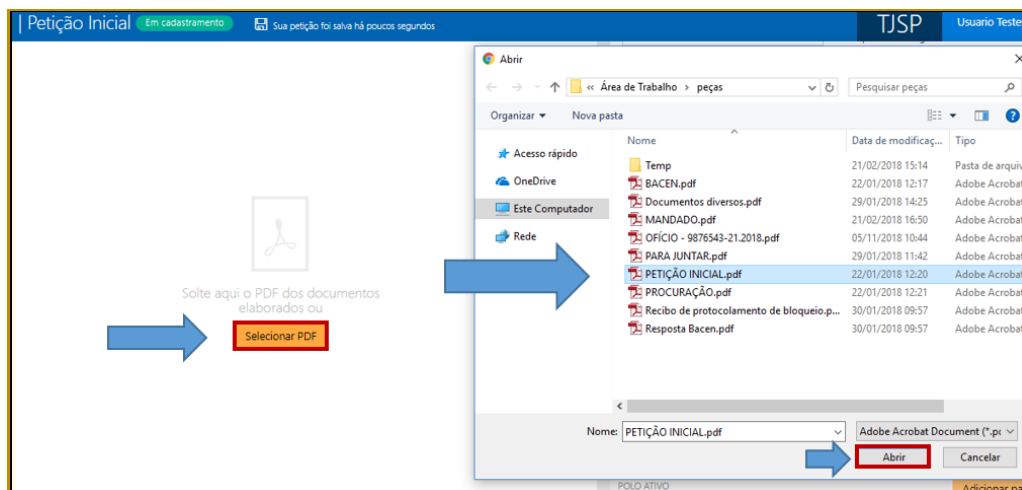 | Petição Inicial Em cadastramento Sua petição foi salva há poucos segundos TJSP Usuario Teste
Abrir
« Área de Trabalho › peças Pesquisar peças
Organizar Nova pasta
Nome Data de modificaç... Tipo
Acesso rápido
OneDrive
Este Computador
Rede
Temp 21/02/2018 15:14 Pasta de arquiv
BACEN.pdf 22/01/2018 12:17 Adobe Acrobat
Documentos diversos.pdf 29/01/2018 14:25 Adobe Acrobat
MANDADO.pdf 21/02/2018 16:50 Adobe Acrobat
OFÍCIO - 9876543-21.2018.pdf 05/11/2018 10:44 Adobe Acrobat
PARA JUNTAR.pdf 29/01/2018 11:42 Adobe Acrobat
PETIÇÃO INICIAL.pdf 22/01/2018 12:20 Adobe Acrobat
PROCURAÇÃO.pdf 22/01/2018 12:21 Adobe Acrobat
Recibo de protocolamento de bloqueio.p... 30/01/2018 09:57 Adobe Acrobat
Resposta Bacen.pdf 30/01/2018 09:57 Adobe Acrobat
Solte aqui o PDF dos documentos
elaborados ou
Selecionar PDF
Nome: PETIÇÃO INICIAL.pdf Adobe Acrobat Document (*.pc
Abrir Cancelar
POLO ATIVO Adicionar pa